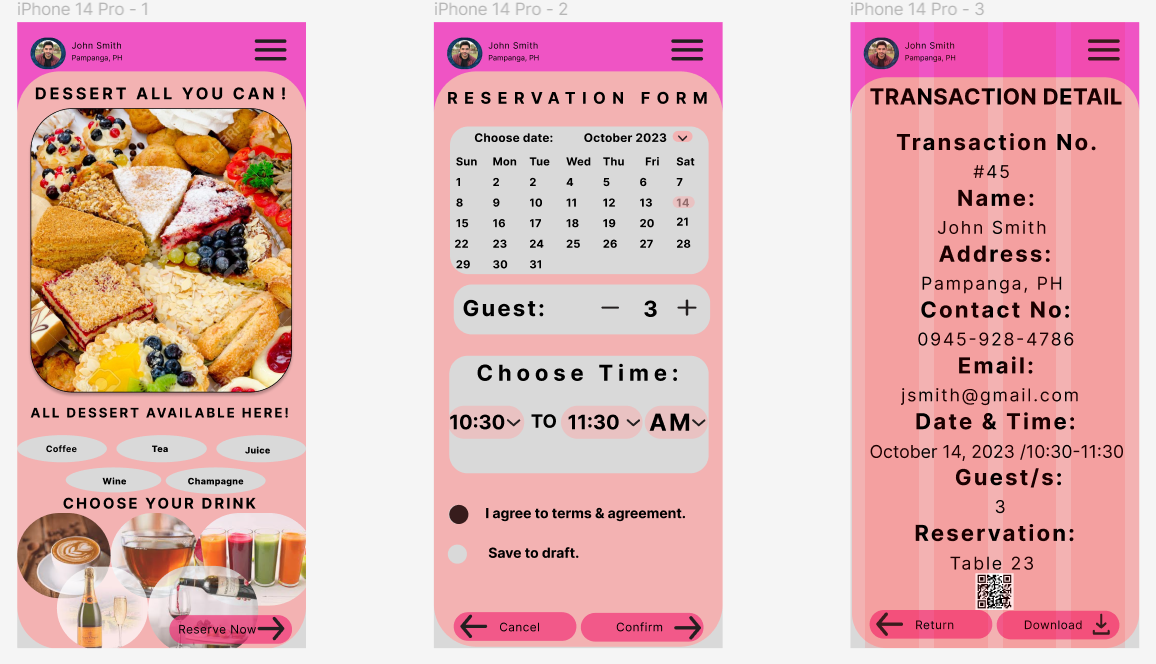 iPhone 14 Pro - 1
John Smith
Pampanga, PH
DESSERT ALL YOU CAN!
ALL DESSERT AVAILABLE HERE!
Coffee
Tea
Juice
Wine
Champagne
CHOOSE YOUR DRINK
Reserve Now
iPhone 14 Pro - 2
John Smith
Pampanga, PH
RESERVATION FORM
Choose date: October 2023
Sun Mon Tue Wed Thu Fri Sat
1 2 2 4 5 6 7
8 9 10 11 12 13 14
15 16 17 18 19 20 21
22 23 24 25 26 27 28
29 30 31
Guest: — 3 +
Choose Time:
10:30 TO 11:30 AM
I agree to terms & agreement.
Save to draft.
Cancel
Confirm
iPhone 14 Pro - 3
John Smith
Pampanga, PH
TRANSACTION DETAIL
Transaction No.
#45
Name:
John Smith
Address:
Pampanga, PH
Contact No:
0945-928-4786
Email:
jsmith@gmail.com
Date & Time:
October 14, 2023 /10:30-11:30
Guest/s:
3
Reservation:
Table 23
Return
Download